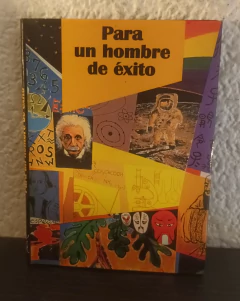 Para
un hombre
de éxito